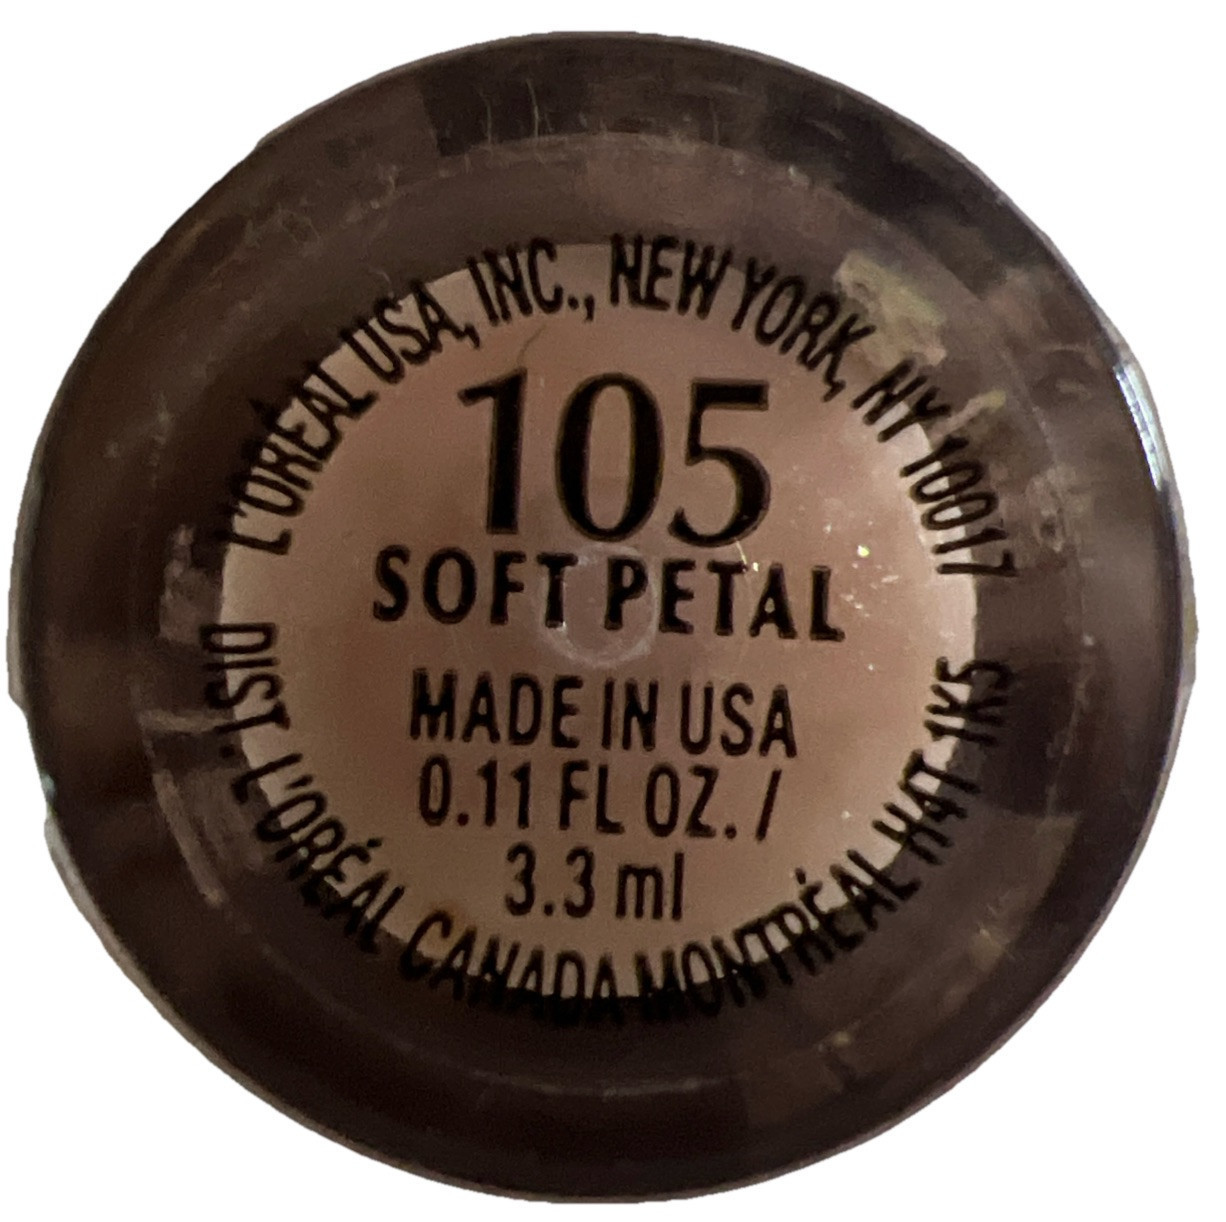 L'ORÉAL USA, INC., NEW YORK, NY 10017
105
SOFT PETAL
MADE IN USA
0.11 FL OZ. /
3.3 ml
DIST. L'ORÉAL CANADA MONTRÉAL H4T 1K5